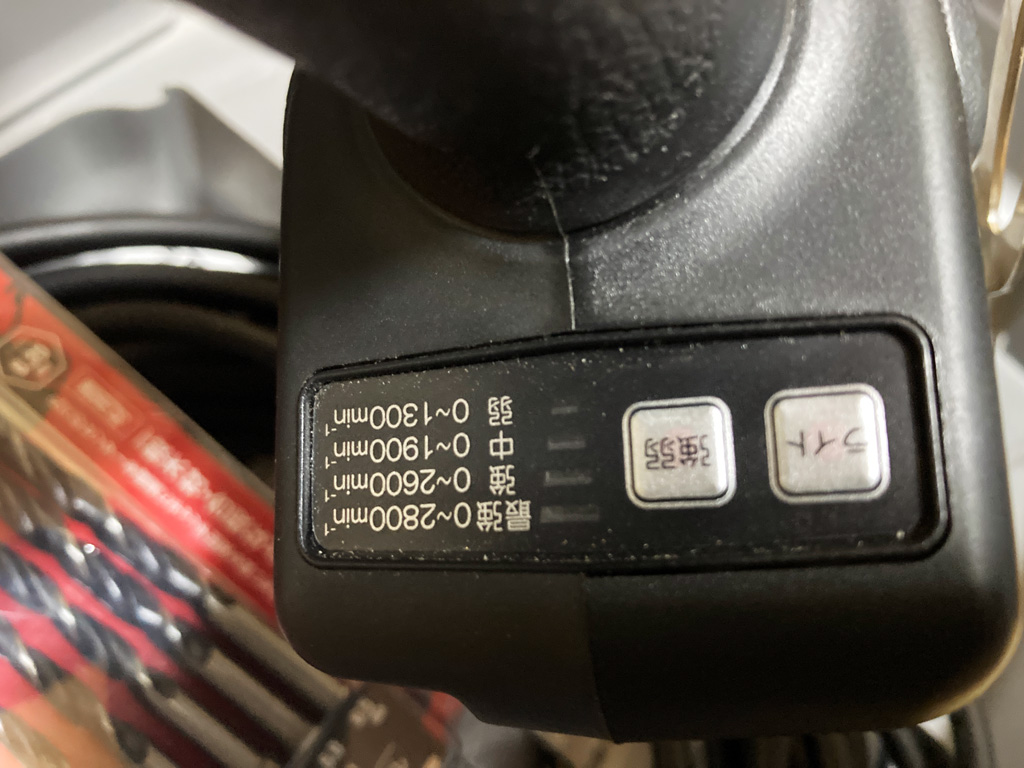 ライト
強弱
最強 0~2800min⁻¹
強 0~2600min⁻¹
中 0~1900min⁻¹
弱 0~1300min⁻¹